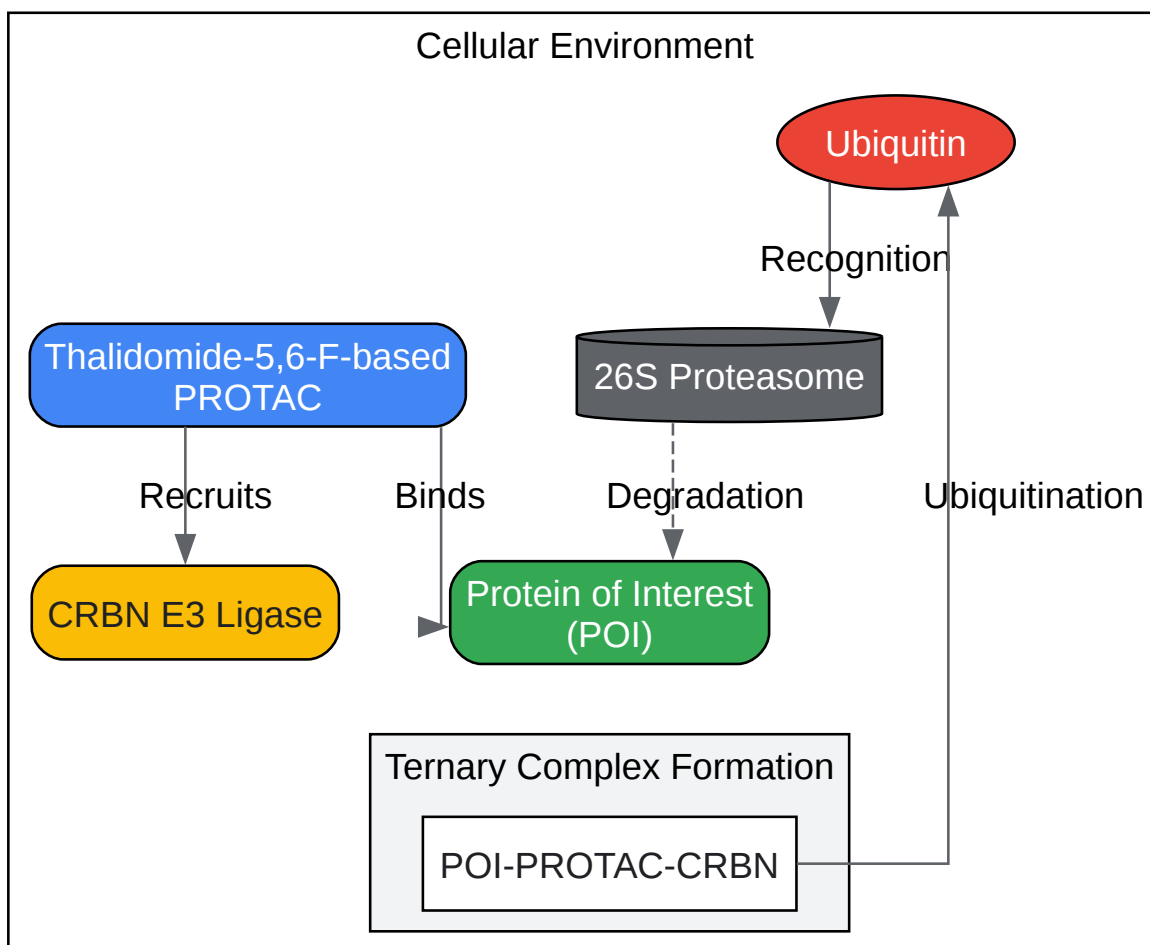 Cellular Environment
Ubiquitin
Recognition
Thalidomide-5,6-F-based
PROTAC
26S Proteasome
Recruits
Binds
Degradation
Ubiquitination
CRBN E3 Ligase
Protein of Interest
(POI)
Ternary Complex Formation
POI-PROTAC-CRBN